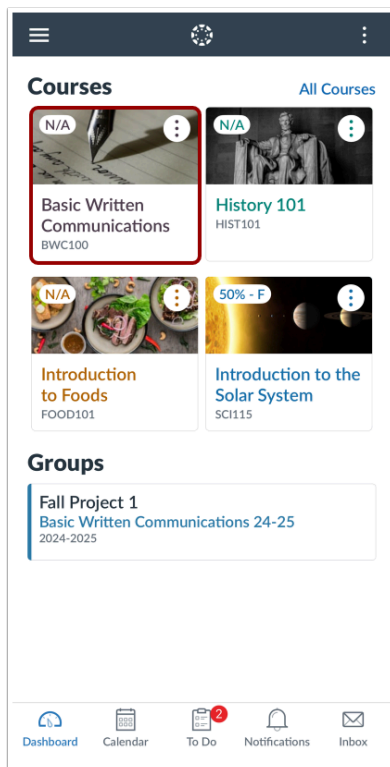 Courses
All Courses
N/A
Basic Written
Communications
BWC100
N/A
History 101
HIST101
N/A
Introduction
to Foods
FOOD101
50% - F
Introduction to the
Solar System
SCI115
Groups
Fall Project 1
Basic Written Communications 24-25
2024-2025
2
Dashboard
Calendar
To Do
Notifications
Inbox